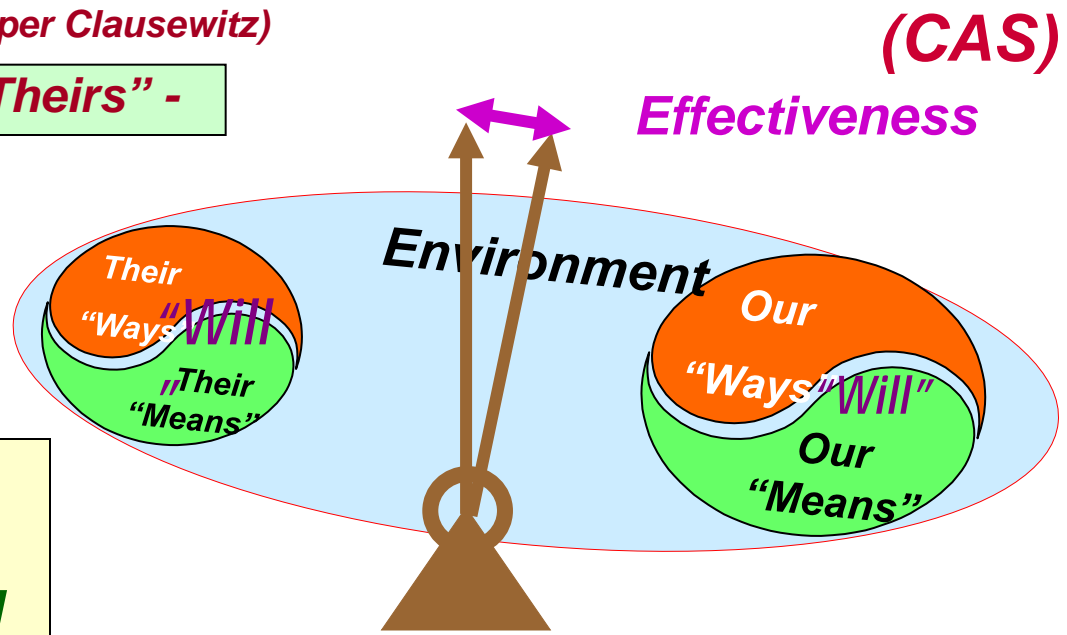 per Clausewitz)
(CAS)
Theirs” -
Effectiveness
Environment
Their
“Ways
“Will
”
Their
“Means”
Our
“Ways”
“Will”
Our
“Means”